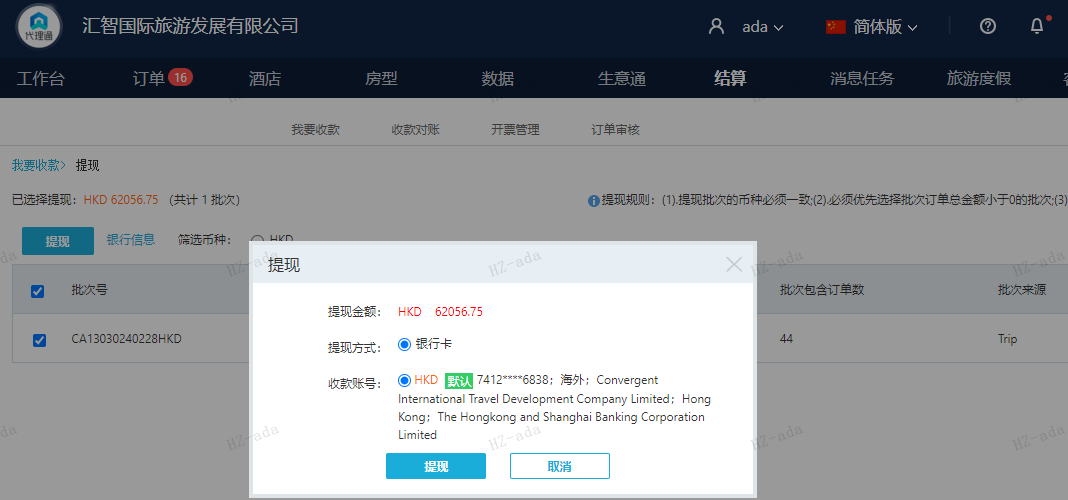 代理通
汇智国际旅游发展有限公司
ada
简体版
工作台
订单 16
酒店
房型
数据
生意通
结算
消息任务
旅游度假
我要收款
收款对账
开票管理
订单审核
我要收款> 提现
已选择提现: HKD 62056.75 (共计 1 批次)
提现规则: (1).提现批次的币种必须一致;(2).必须优先选择批次订单总金额小于0的批次;(3)
提现
银行信息
筛选币种:
HKD
批次号
批次包含订单数
批次来源
CA13030240228HKD
44
Trip
提现
提现金额: HKD 62056.75
提现方式: 银行卡
收款账号: HKD 默认 7412****6838; 海外; Convergent
International Travel Development Company Limited; Hong
Kong; The Hongkong and Shanghai Banking Corporation
Limited
提现
取消
HZ-ada
HZ-ada
HZ-ada
HZ-ada
HZ-ada